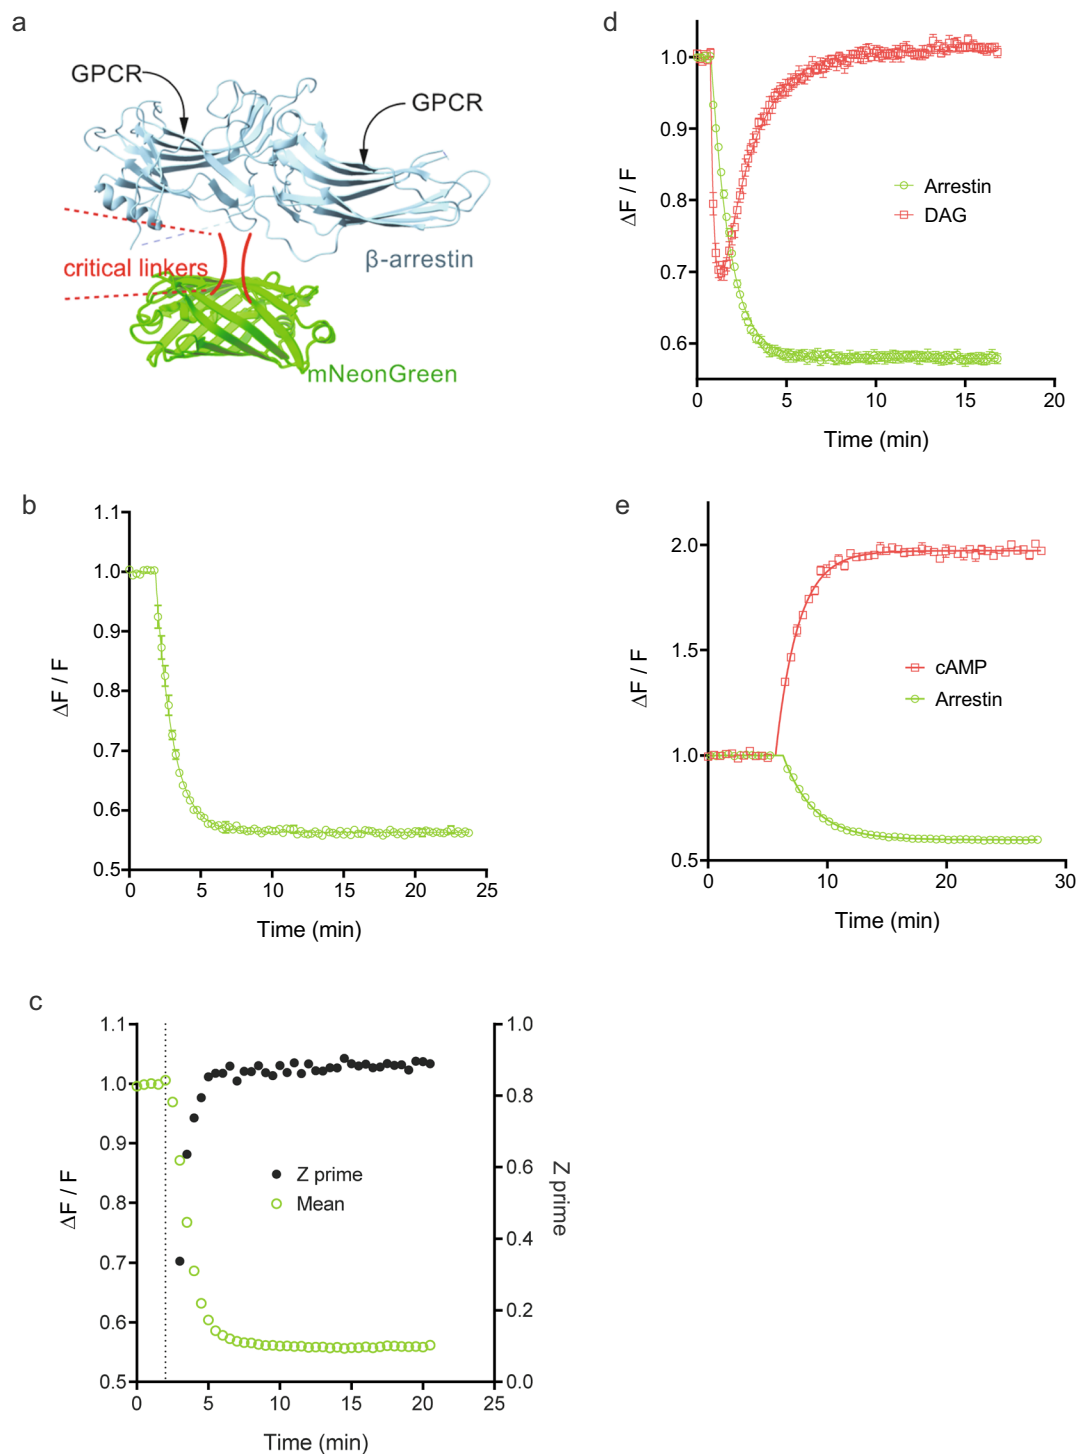 a
GPCR
GPCR
critical linkers
β-arrestin
mNeonGreen
b
1.1
1.0
0.9
0.8
0.7
0.6
0.5
ΔF / F
0 5 10 15 20 25
Time (min)
c
1.1
1.0
0.9
0.8
0.7
0.6
0.5
ΔF / F
Z prime
Mean
1.0
0.8
0.6
0.4
0.2
0.0
Z prime
0 5 10 15 20 25
Time (min)
d
1.0
0.9
0.8
0.7
0.6
ΔF / F
Arrestin
DAG
0 5 10 15 20
Time (min)
e
2.0
1.5
1.0
0.5
ΔF / F
cAMP
Arrestin
0 10 20 30
Time (min)